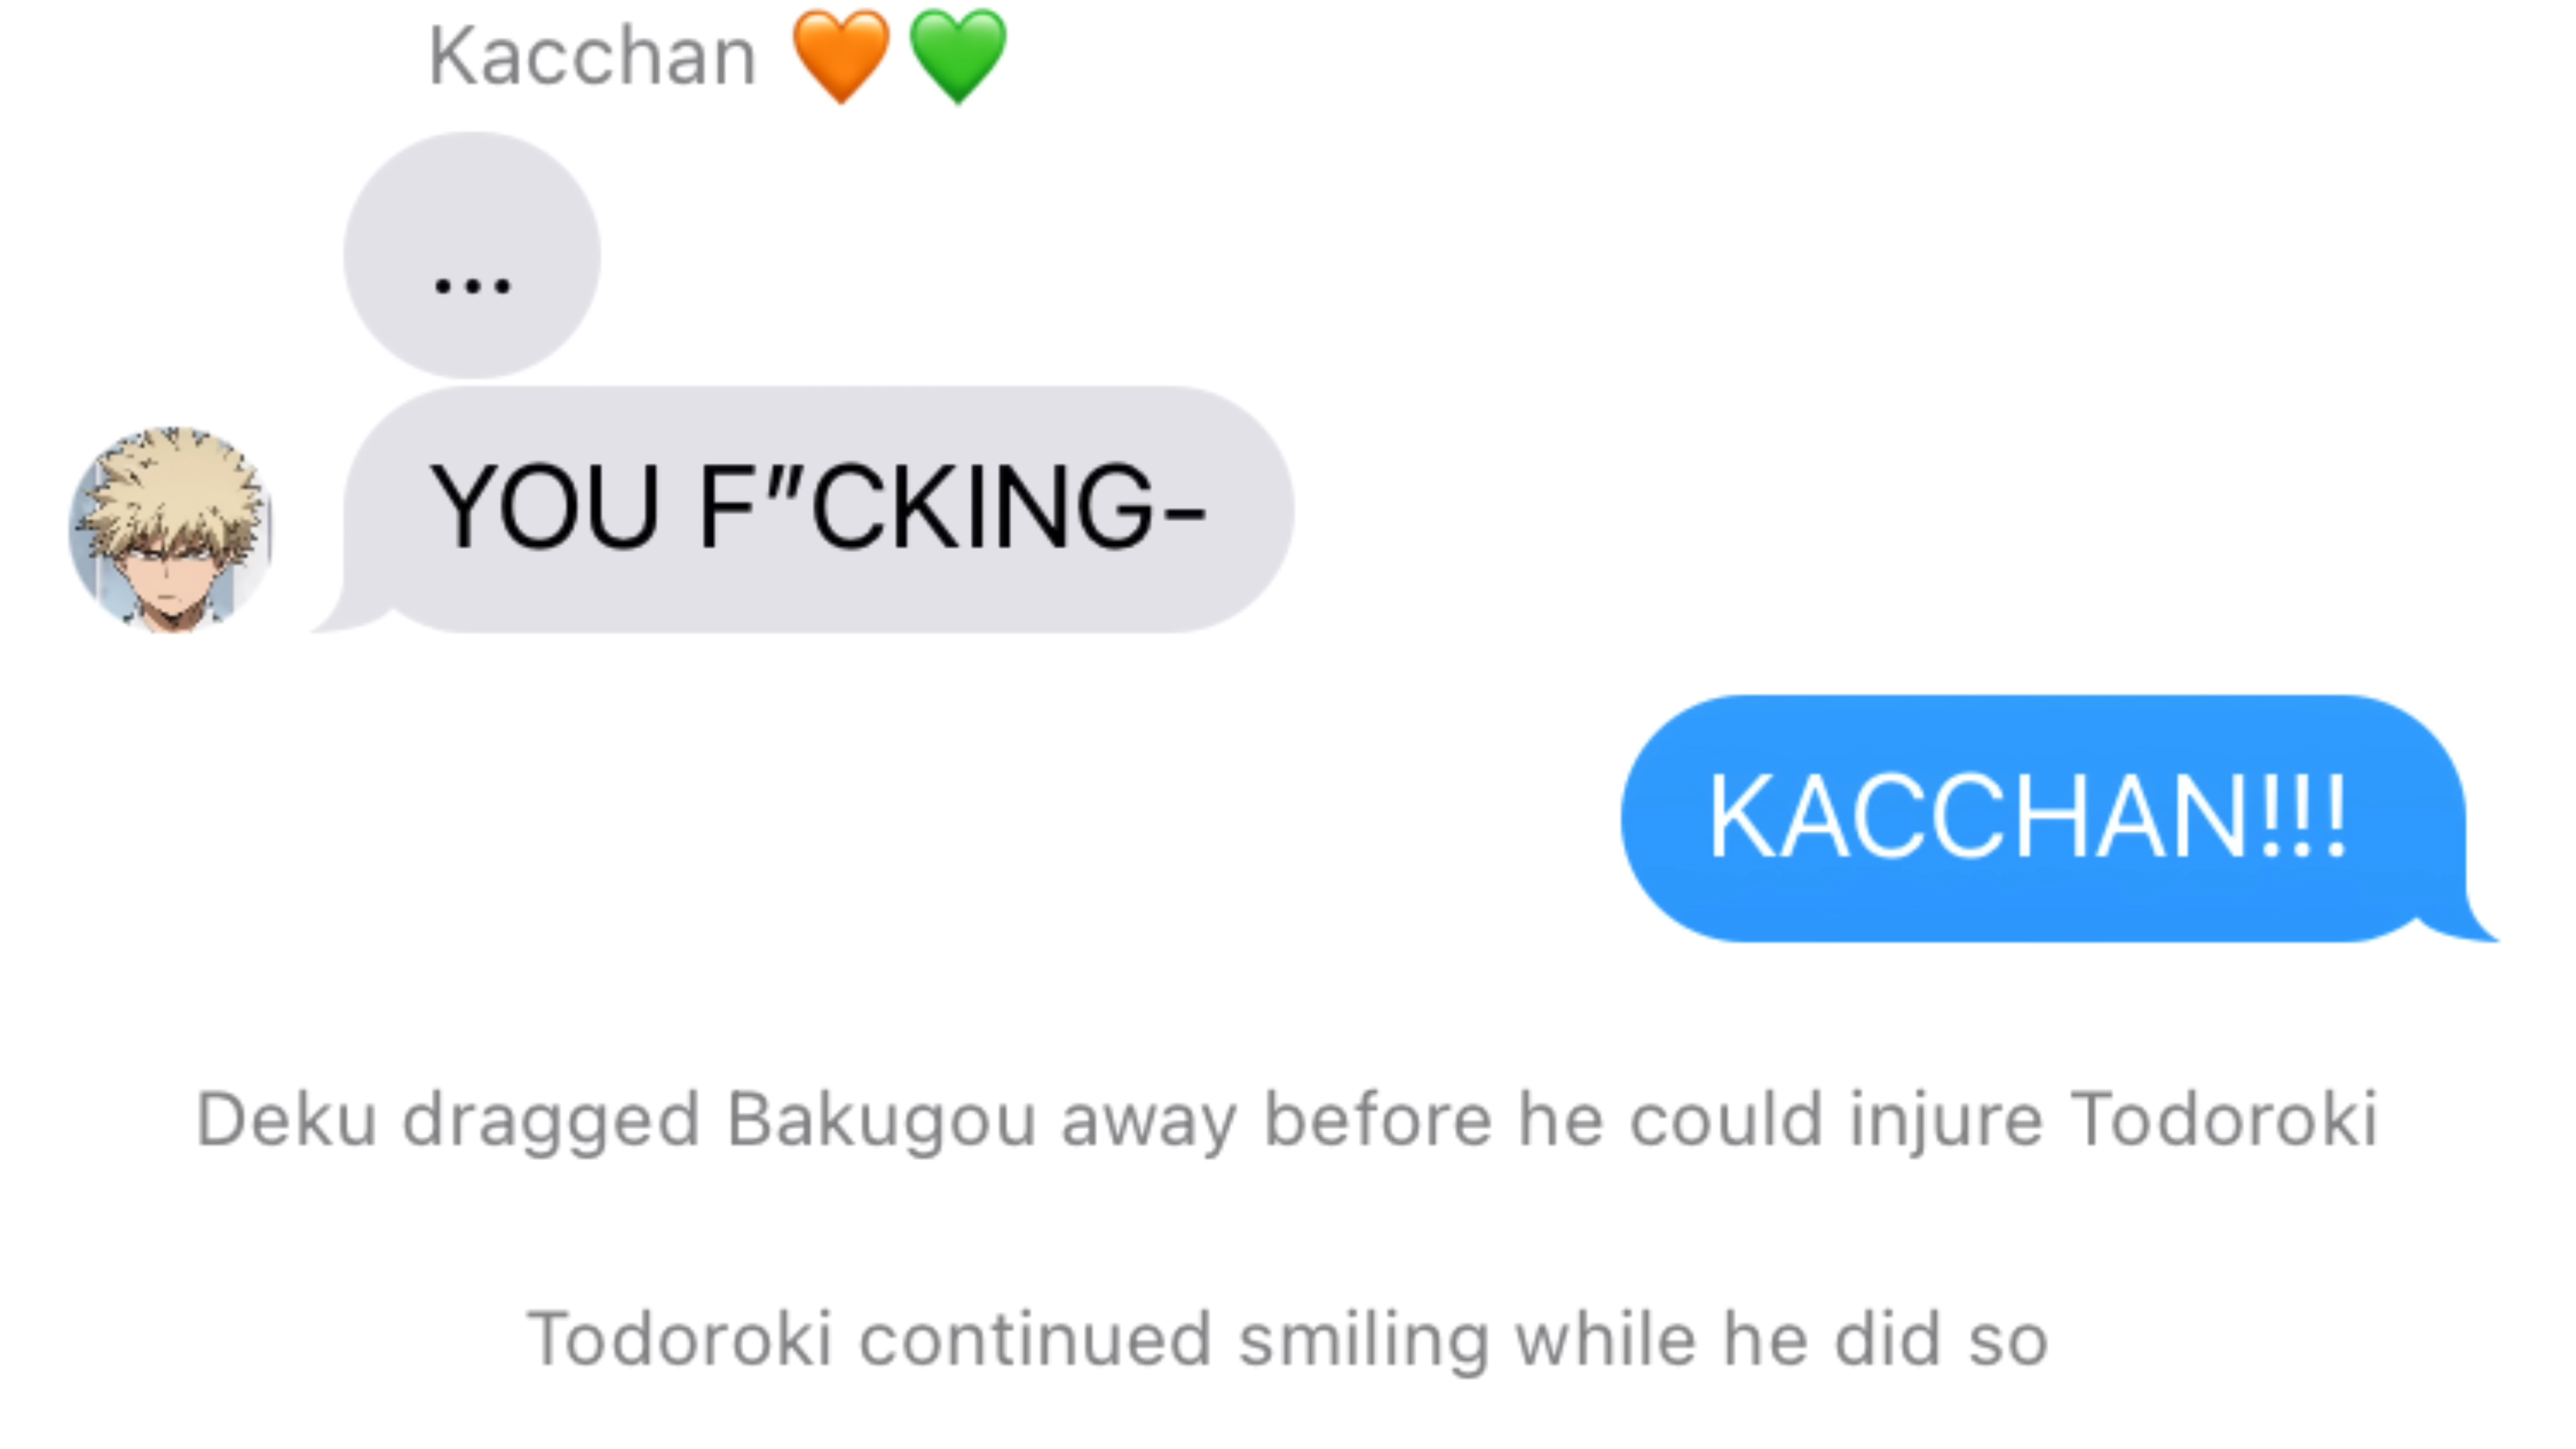 Kacchan 🧡💚
...
YOU F"CKING-
KACCHAN!!!
Deku dragged Bakugou away before he could injure Todoroki
Todoroki continued smiling while he did so